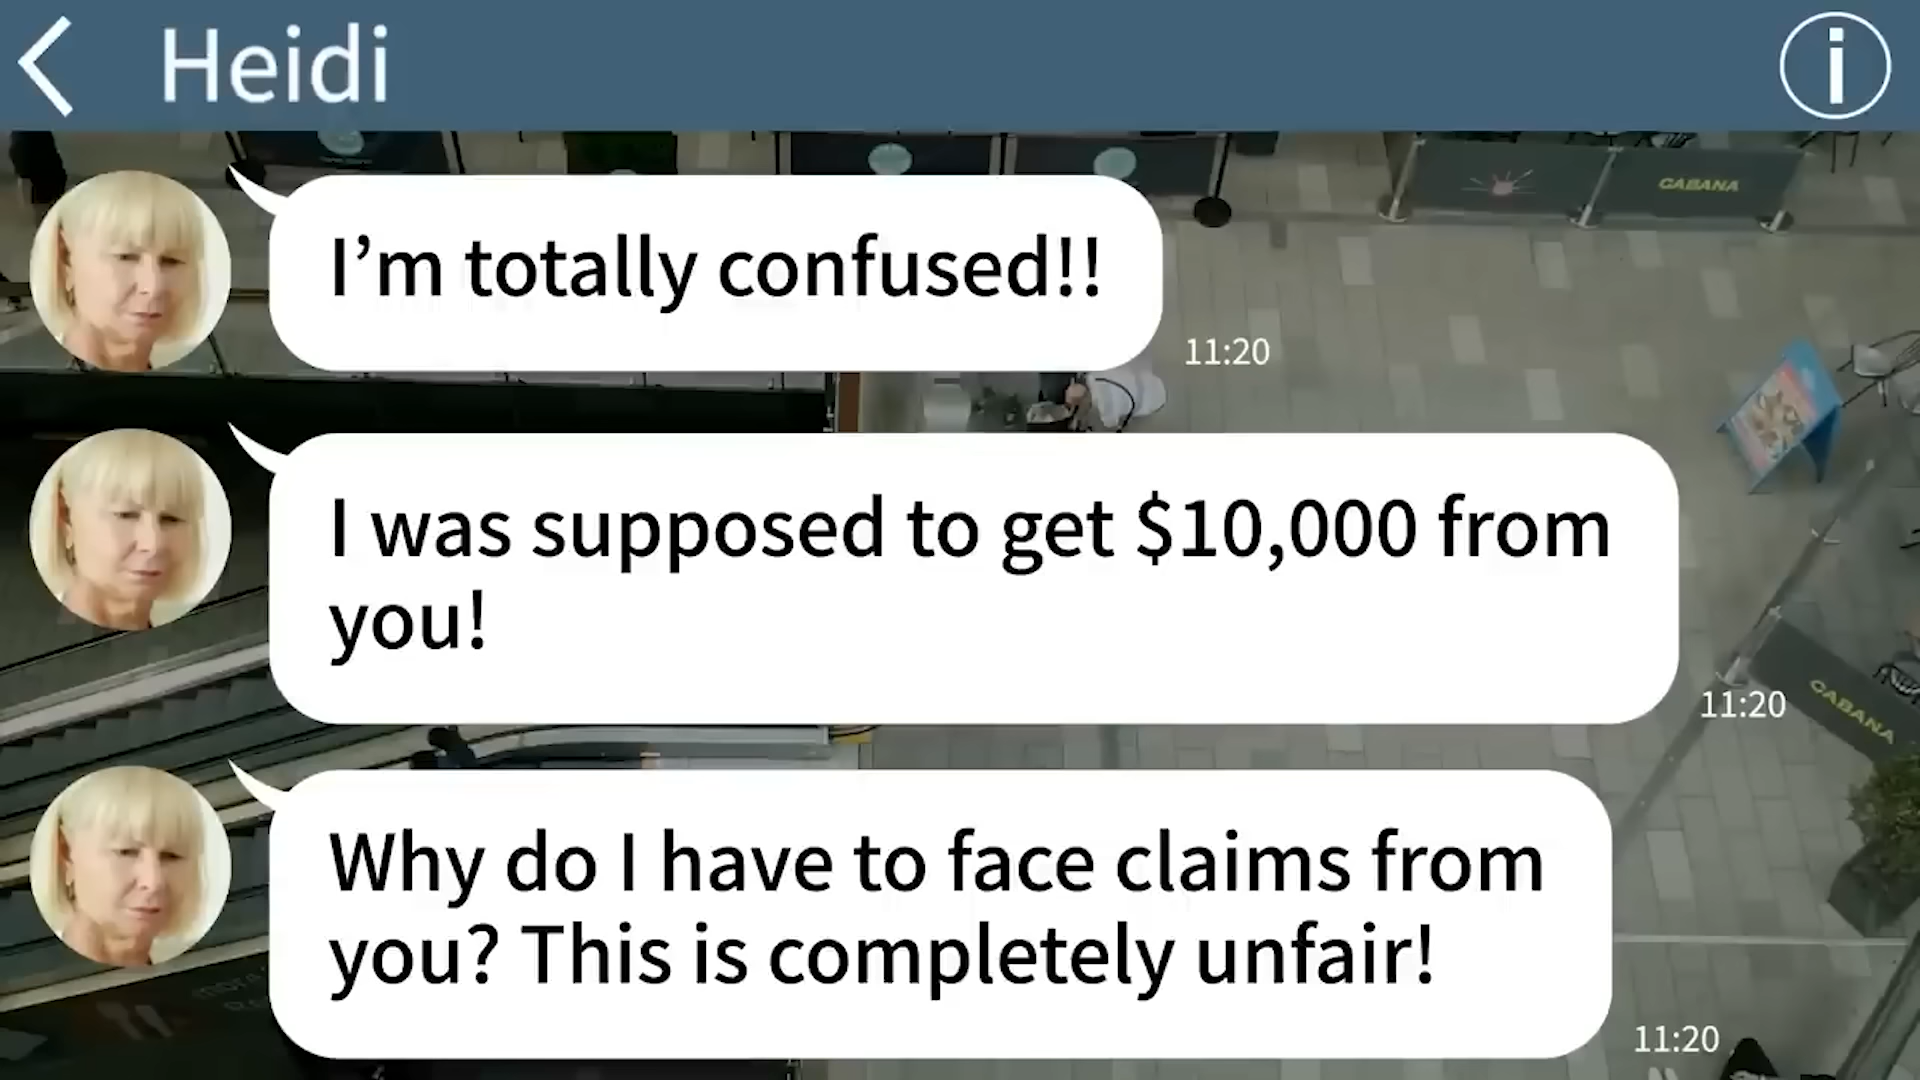 Heidi
CABANA
I’m totally confused!!
11:20
I was supposed to get $10,000 from
you!
11:20
CABANA
Why do I have to face claims from
you? This is completely unfair!
11:20